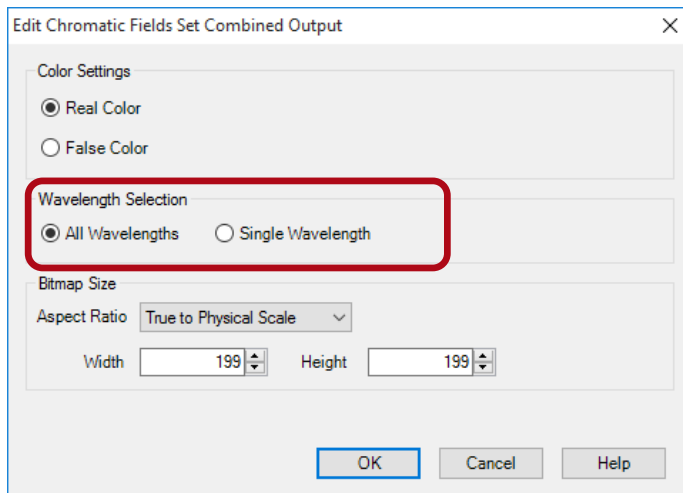 Edit Chromatic Fields Set Combined Output
Color Settings
Real Color
False Color
Wavelength Selection
All Wavelengths Single Wavelength
Bitmap Size
Aspect Ratio True to Physical Scale
Width 199 Height 199
OK Cancel Help